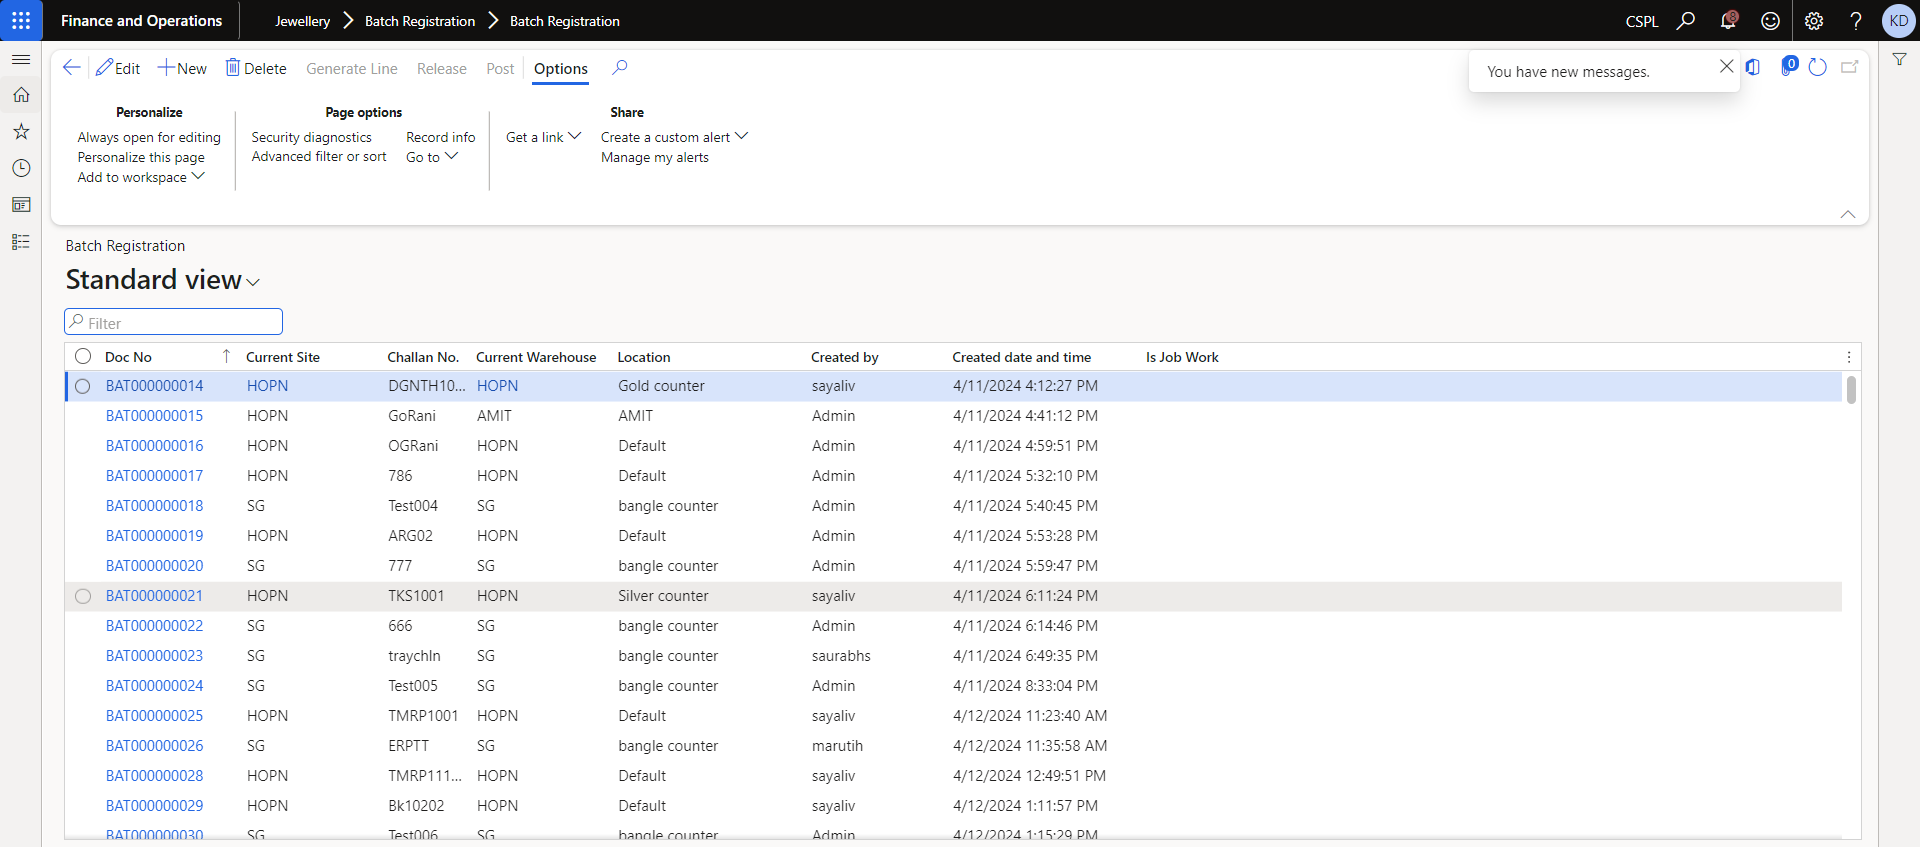 Finance and Operations
Jewellery Batch Registration Batch Registration
CSPL 8 ? KD
Edit New Delete Generate Line Release Post Options
You have new messages. 0
Personalize
Always open for editing
Personalize this page
Add to workspace
Page options
Security diagnostics
Advanced filter or sort
Record info
Go to
Get a link
Share
Create a custom alert
Manage my alerts
Batch Registration
Standard view
Filter
Doc No Current Site Challan No. Current Warehouse Location Created by Created date and time Is Job Work
BAT000000014 HOPN DGNTH10... HOPN Gold counter sayaliv 4/11/2024 4:12:27 PM
BAT000000015 HOPN GoRani AMIT AMIT Admin 4/11/2024 4:41:12 PM
BAT000000016 HOPN OGRani HOPN Default Admin 4/11/2024 4:59:51 PM
BAT000000017 HOPN 786 HOPN Default Admin 4/11/2024 5:32:10 PM
BAT000000018 SG Test004 SG bangle counter Admin 4/11/2024 5:40:45 PM
BAT000000019 HOPN ARG02 HOPN Default Admin 4/11/2024 5:53:28 PM
BAT000000020 SG 777 SG bangle counter Admin 4/11/2024 5:59:47 PM
BAT000000021 HOPN TKS1001 HOPN Silver counter sayaliv 4/11/2024 6:11:24 PM
BAT000000022 SG 666 SG bangle counter Admin 4/11/2024 6:14:46 PM
BAT000000023 SG traychln SG bangle counter saurabhs 4/11/2024 6:49:35 PM
BAT000000024 SG Test005 SG bangle counter Admin 4/11/2024 8:33:04 PM
BAT000000025 HOPN TMRP1001 HOPN Default sayaliv 4/12/2024 11:23:40 AM
BAT000000026 SG ERPTT SG bangle counter marutih 4/12/2024 11:35:58 AM
BAT000000028 HOPN TMRP111... HOPN Default sayaliv 4/12/2024 12:49:51 PM
BAT000000029 HOPN Bk10202 HOPN Default sayaliv 4/12/2024 1:11:57 PM
BAT000000030 SG Test006 SG bangle counter Admin 4/12/2024 1:15:29 PM